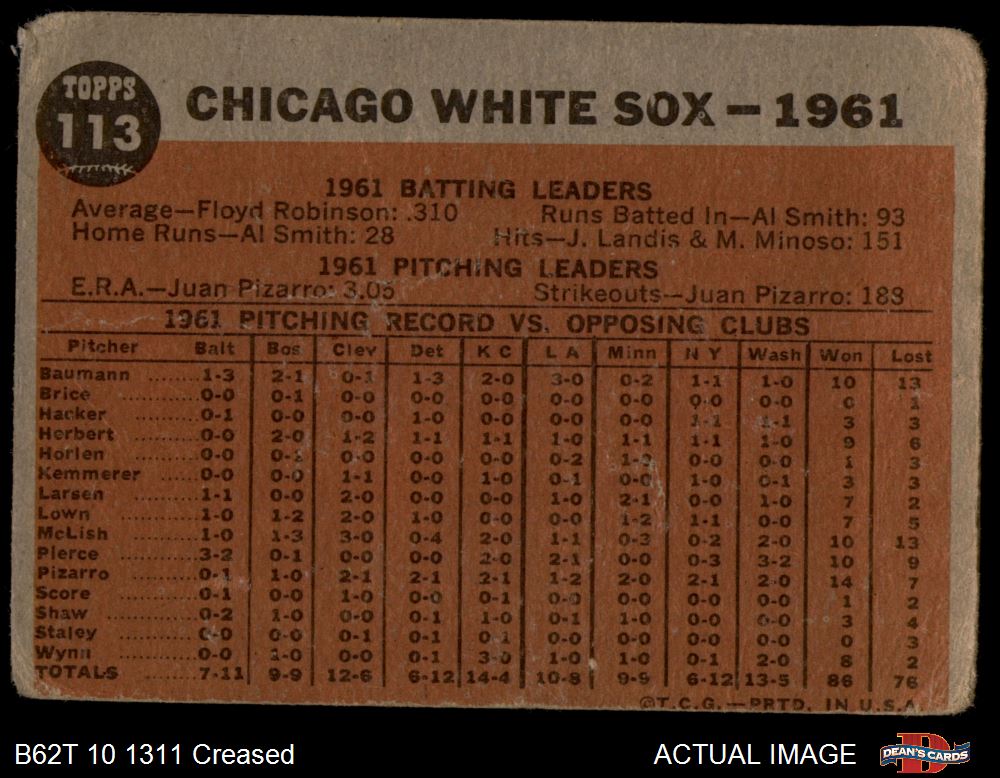 TOPPS
113
CHICAGO WHITE SOX — 1961
1961 BATTING LEADERS
Average—Floyd Robinson: .310 Runs Batted In—Al Smith: 93
Home Runs—Al Smith: 28 Hits—J. Landis & M. Minoso: 151
1961 PITCHING LEADERS
E.R.A.—Juan Pizarro: 3.05 Strikeouts—Juan Pizarro: 188
1961 PITCHING RECORD VS. OPPOSING CLUBS
Pitcher Balt Bos Clev Det K C L A Minn N Y Wash Won Lost
Baumann ........1-3 2-1 0-1 1-3 2-0 3-0 0-2 1-1 1-0 10 13
Brice ............0-0 0-1 0-0 0-0 0-0 0-0 0-0 0-0 0-0 0 1
Hacker ..........0-1 0-0 0-0 1-0 0-0 0-0 0-0 1-1 1-1 3 3
Herbert ........0-0 2-0 1-2 1-1 1-1 1-0 1-1 1-1 1-0 9 6
Horlen ..........0-0 0-1 0-0 0-0 0-0 0-2 1-0 0-0 0-0 1 3
Kemmerer ......0-0 0-0 1-1 0-0 1-0 0-1 0-0 1-0 0-1 3 3
Larsen ..........1-1 0-0 2-0 0-0 0-0 1-0 2-1 0-0 1-0 7 2
Lown ............1-0 1-2 2-0 1-0 0-0 0-0 1-2 1-1 0-0 7 5
McLish ..........1-0 1-3 3-0 0-4 2-0 1-1 0-3 0-2 2-0 10 13
Pierce ..........3-2 0-1 0-0 0-0 2-0 2-1 0-0 0-3 3-2 10 9
Pizarro ..........0-1 1-0 2-1 2-1 2-1 1-2 2-0 2-1 2-0 14 7
Score ............0-1 0-0 1-0 0-0 0-1 0-0 0-0 0-0 0-0 1 2
Shaw ............0-2 1-0 0-0 0-1 1-0 0-1 1-0 0-0 0-0 3 4
Staley ..........0-0 0-0 0-1 0-1 0-1 0-0 0-0 0-0 0-0 0 3
Wynn ............0-0 1-0 0-0 0-1 3-0 1-0 1-0 0-1 2-0 8 2
TOTALS ........7-11 9-9 12-6 6-12 14-4 10-8 9-9 6-12 13-5 86 76
©T.C.G.—PRTD. IN U.S.A.
B62T 10 1311 Creased ACTUAL IMAGE DEAN'S CARDS